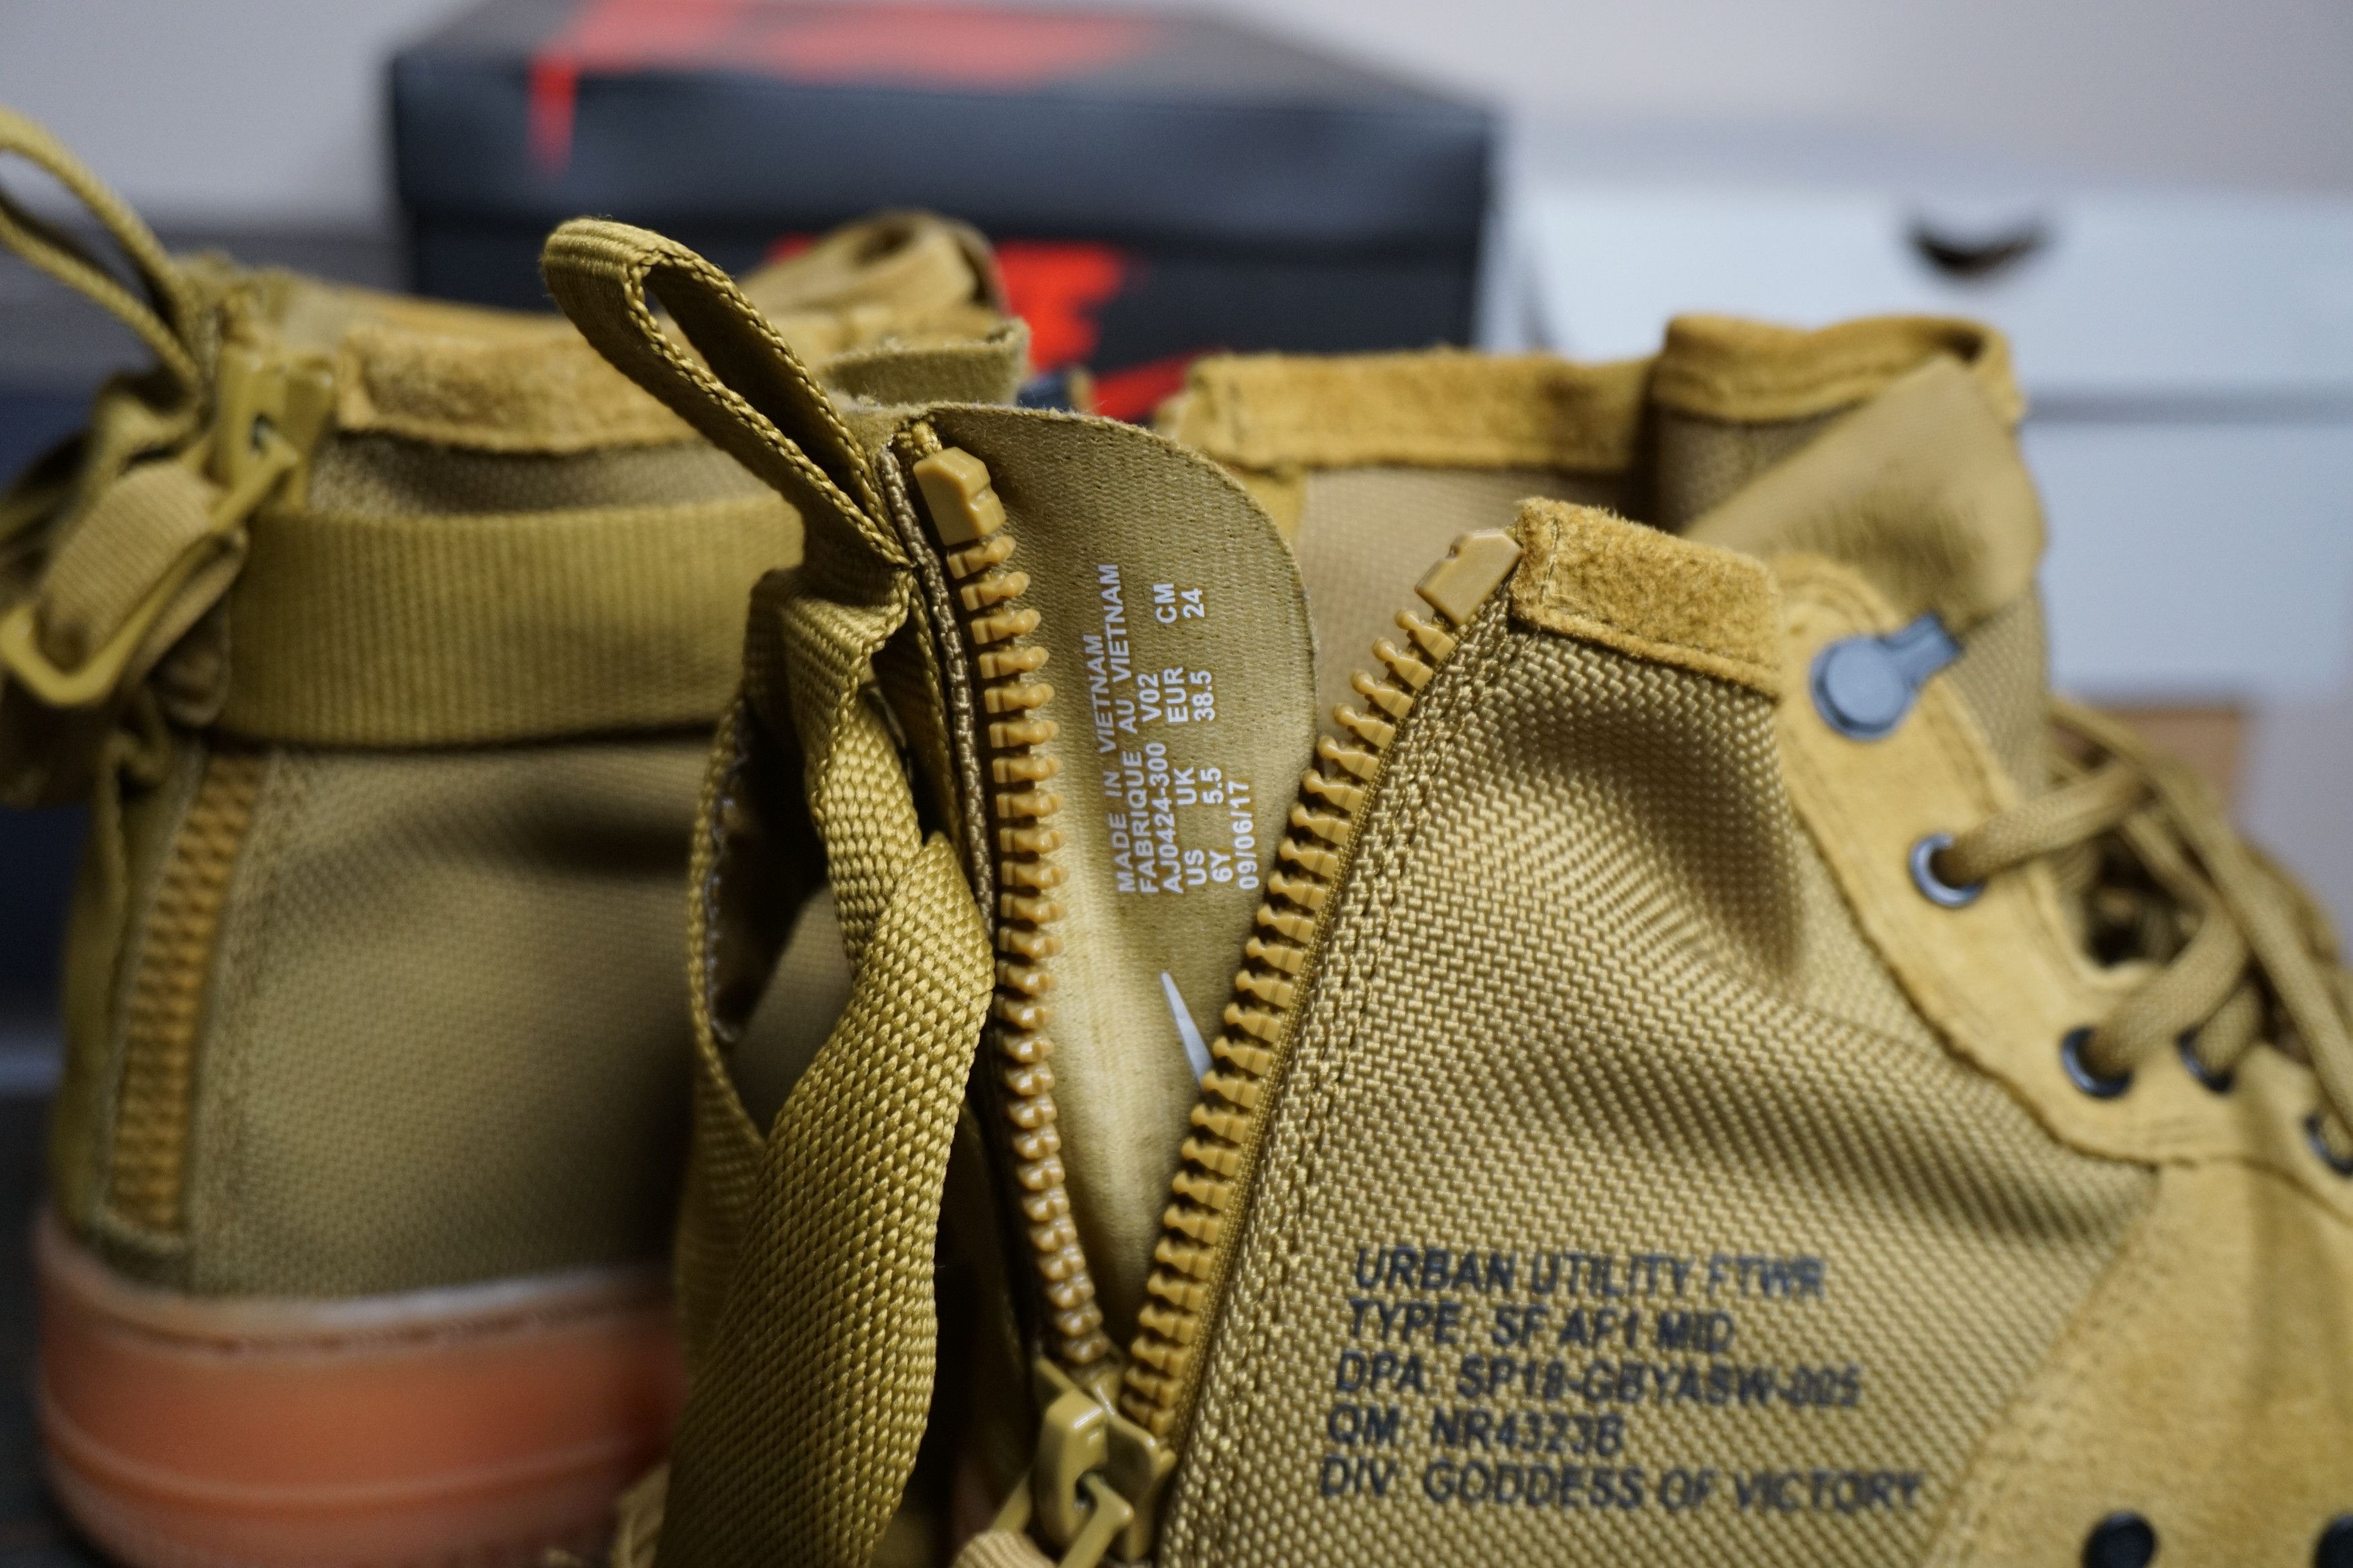 MADE IN VIETNAM
FABRIQUE AU VIETNAM
AJ0424-300 V02
US UK EUR CM
6Y 5.5 38.5 24
09/06/17
URBAN UTILITY FTWR
TYPE: SF AF1 MID
DPA: SP18-GBYASW-005
QM: NR4323B
DIV: GODDESS OF VICTORY